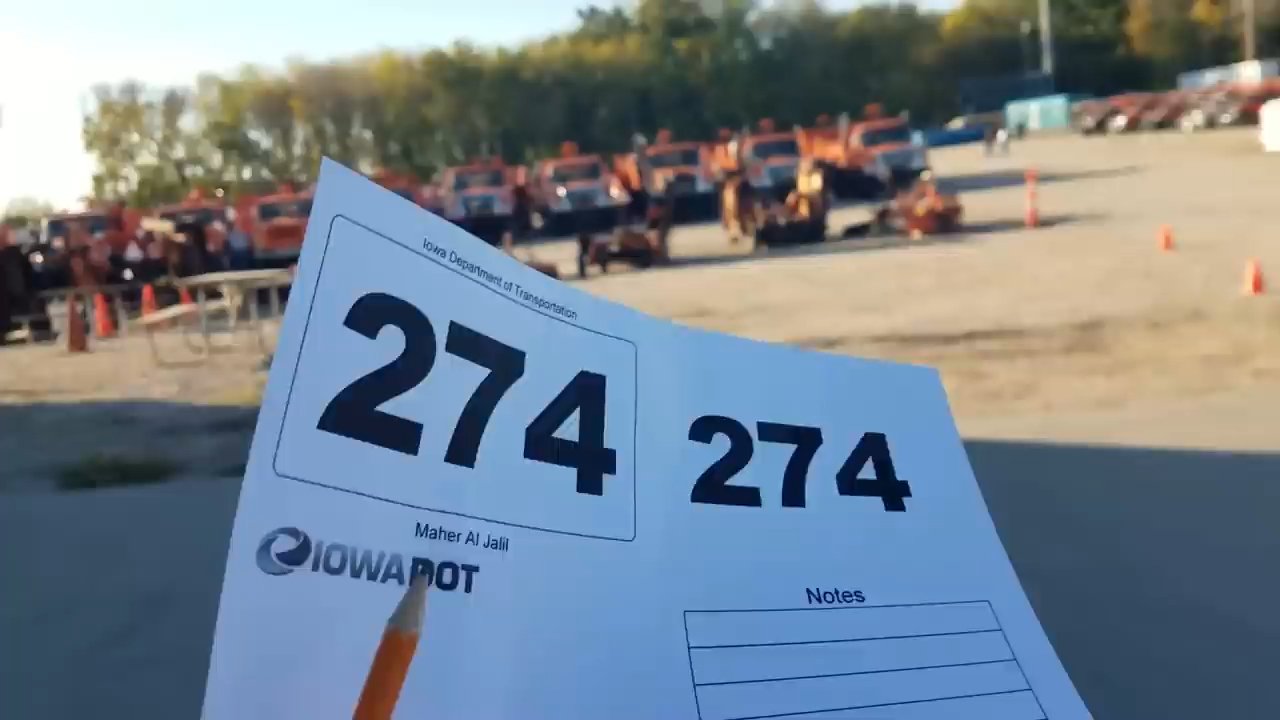 Iowa Department of Transportation
274
Maher Al Jalil
IOWADOT
274
Notes